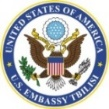 UNITED STATES OF AMERICA
U.S. EMBASSY TBILISI